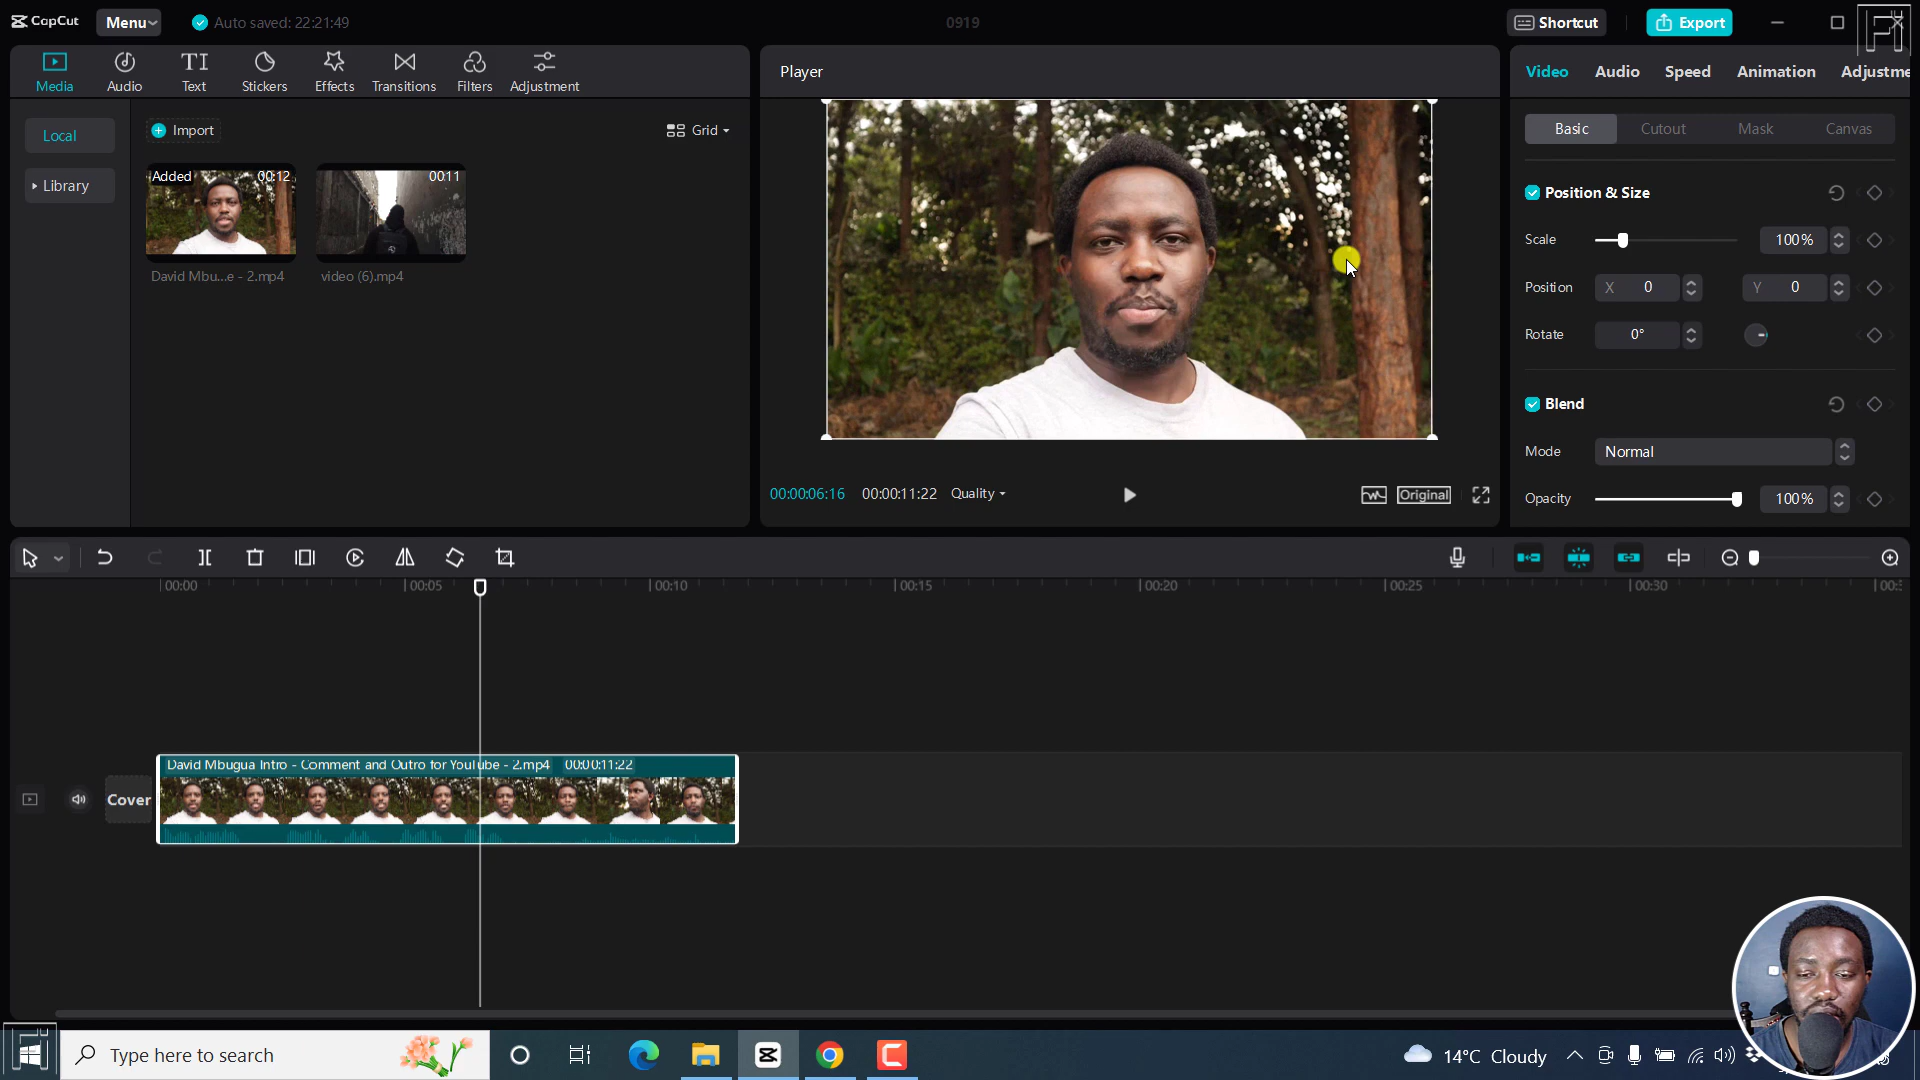 CapCut
Menu
Auto saved: 22:21:49
0919
Shortcut
Export
Media
Audio
Text
Stickers
Effects
Transitions
Filters
Adjustment
Local
Library
Import
Grid
Added
00:12
00:11
David Mbu...e - 2.mp4
video (6).mp4
Player
00:00:06:16
00:00:11:22
Quality
Original
Video
Audio
Speed
Animation
Adjustme
Basic
Cutout
Mask
Canvas
Position & Size
Scale
100%
Position
X 0
Y 0
Rotate
0°
Blend
Mode
Normal
Opacity
100%
00:00
00:05
00:10
00:15
00:20
00:25
00:30
00:
Cover
David Mbugua Intro - Comment and Outro for YouTube - 2.mp4 00:00:11:22
Type here to search
14°C Cloudy